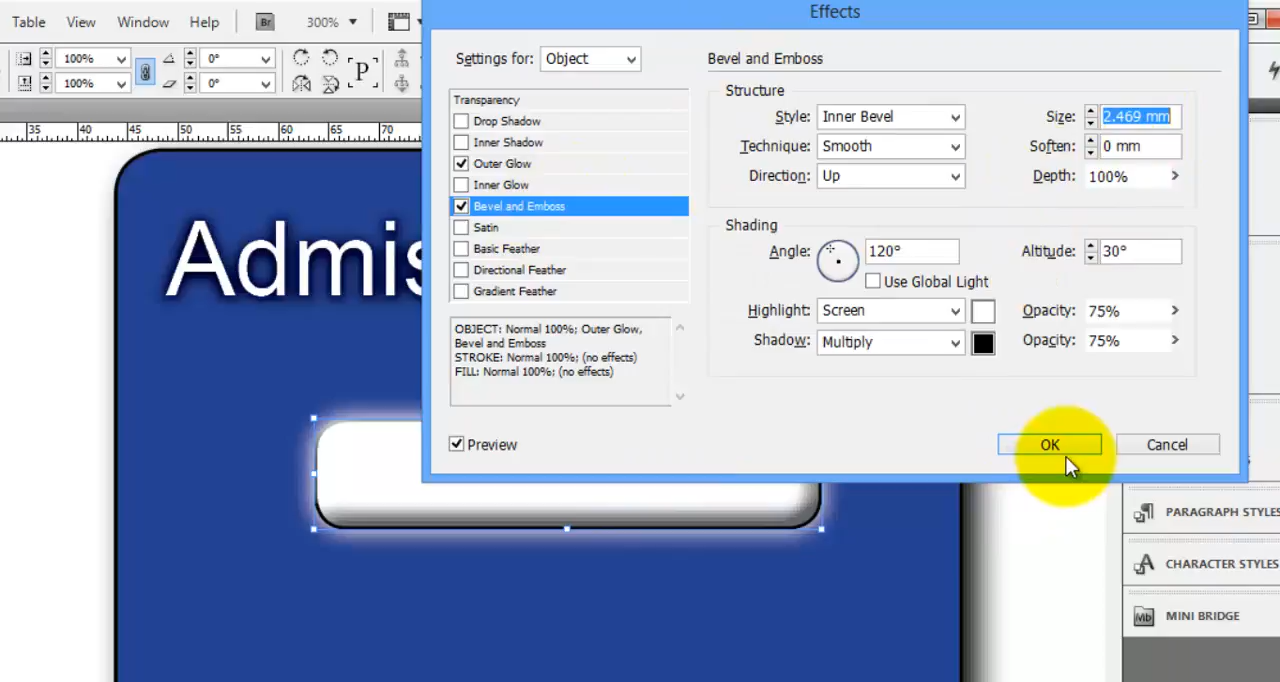 Effects
Table View Window Help Br 300%
100% 0°
100% 0°
P
35 40 45 50 55 60 65 70
Settings for: Object
Bevel and Emboss
Transparency
Drop Shadow
Inner Shadow
Outer Glow
Inner Glow
Bevel and Emboss
Satin
Basic Feather
Directional Feather
Gradient Feather
OBJECT: Normal 100%; Outer Glow,
Bevel and Emboss
STROKE: Normal 100%; (no effects)
FILL: Normal 100%; (no effects)
Structure
Style: Inner Bevel Size: 2.469 mm
Technique: Smooth Soften: 0 mm
Direction: Up Depth: 100%
Shading
Angle: 120° Altitude: 30°
Use Global Light
Highlight: Screen Opacity: 75%
Shadow: Multiply Opacity: 75%
Preview
OK Cancel
Admis
PARAGRAPH STYLES
CHARACTER STYLES
Mb MINI BRIDGE